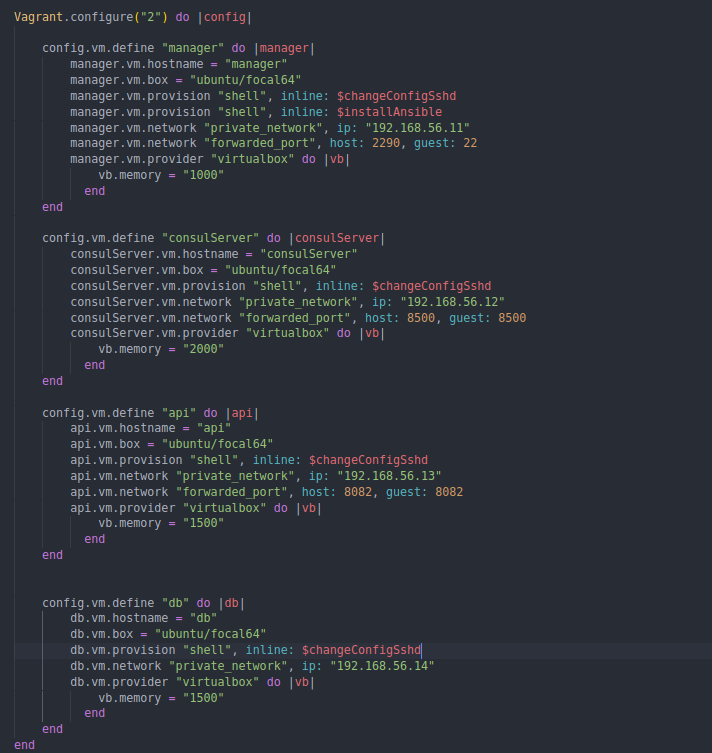 Vagrant.configure("2") do |config|
config.vm.define "manager" do |manager|
manager.vm.hostname = "manager"
manager.vm.box = "ubuntu/focal64"
manager.vm.provision "shell", inline: $changeConfigSshd
manager.vm.provision "shell", inline: $installAnsible
manager.vm.network "private_network", ip: "192.168.56.11"
manager.vm.network "forwarded_port", host: 2290, guest: 22
manager.vm.provider "virtualbox" do |vb|
vb.memory = "1000"
end
end
config.vm.define "consulServer" do |consulServer|
consulServer.vm.hostname = "consulServer"
consulServer.vm.box = "ubuntu/focal64"
consulServer.vm.provision "shell", inline: $changeConfigSshd
consulServer.vm.network "private_network", ip: "192.168.56.12"
consulServer.vm.network "forwarded_port", host: 8500, guest: 8500
consulServer.vm.provider "virtualbox" do |vb|
vb.memory = "2000"
end
end
config.vm.define "api" do |api|
api.vm.hostname = "api"
api.vm.box = "ubuntu/focal64"
api.vm.provision "shell", inline: $changeConfigSshd
api.vm.network "private_network", ip: "192.168.56.13"
api.vm.network "forwarded_port", host: 8082, guest: 8082
api.vm.provider "virtualbox" do |vb|
vb.memory = "1500"
end
end
config.vm.define "db" do |db|
db.vm.hostname = "db"
db.vm.box = "ubuntu/focal64"
db.vm.provision "shell", inline: $changeConfigSshd
db.vm.network "private_network", ip: "192.168.56.14"
db.vm.provider "virtualbox" do |vb|
vb.memory = "1500"
end
end
end